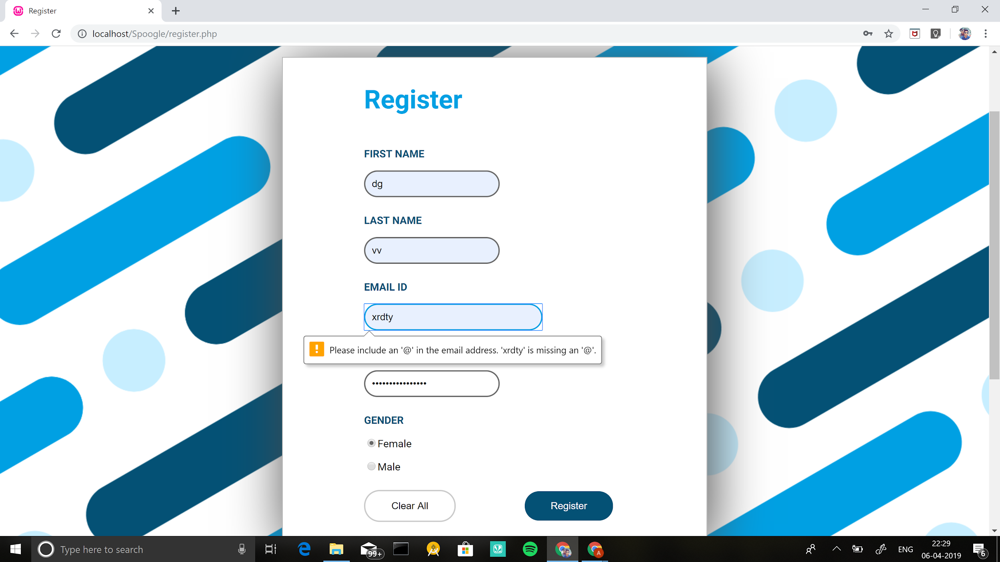 Register
localhost/Spoogle/register.php
Register
FIRST NAME
dg
LAST NAME
vv
EMAIL ID
xrdty
Please include an '@' in the email address. 'xrdty' is missing an '@'.
••••••••••••••••
GENDER
Female
Male
Clear All
Register
Type here to search
99+
A
ENG
22:29
06-04-2019
6